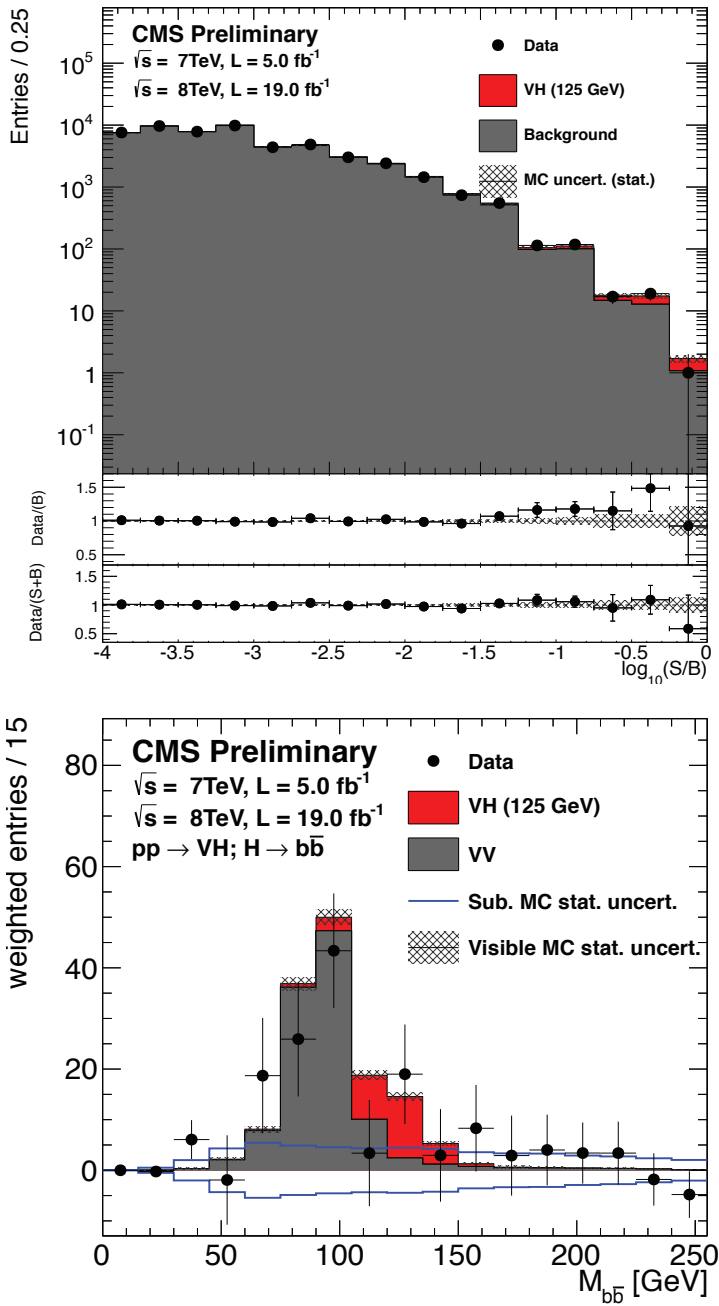 CMS Preliminary
√s = 7TeV, L = 5.0 fb⁻¹
√s = 8TeV, L = 19.0 fb⁻¹
Data
VH (125 GeV)
Background
MC uncert. (stat.)
Entries / 0.25
10⁵
10⁴
10³
10²
10
1
10⁻¹
Data/(B)
1.5
1
0.5
Data/(S+B)
1.5
1
0.5
-4 -3.5 -3 -2.5 -2 -1.5 -1 -0.5 0
log₁₀(S/B)
CMS Preliminary
√s = 7TeV, L = 5.0 fb⁻¹
√s = 8TeV, L = 19.0 fb⁻¹
pp → VH; H → bb̅
Data
VH (125 GeV)
VV
Sub. MC stat. uncert.
Visible MC stat. uncert.
weighted entries / 15
80
60
40
20
0
0 50 100 150 200 250
M_bb̅ [GeV]